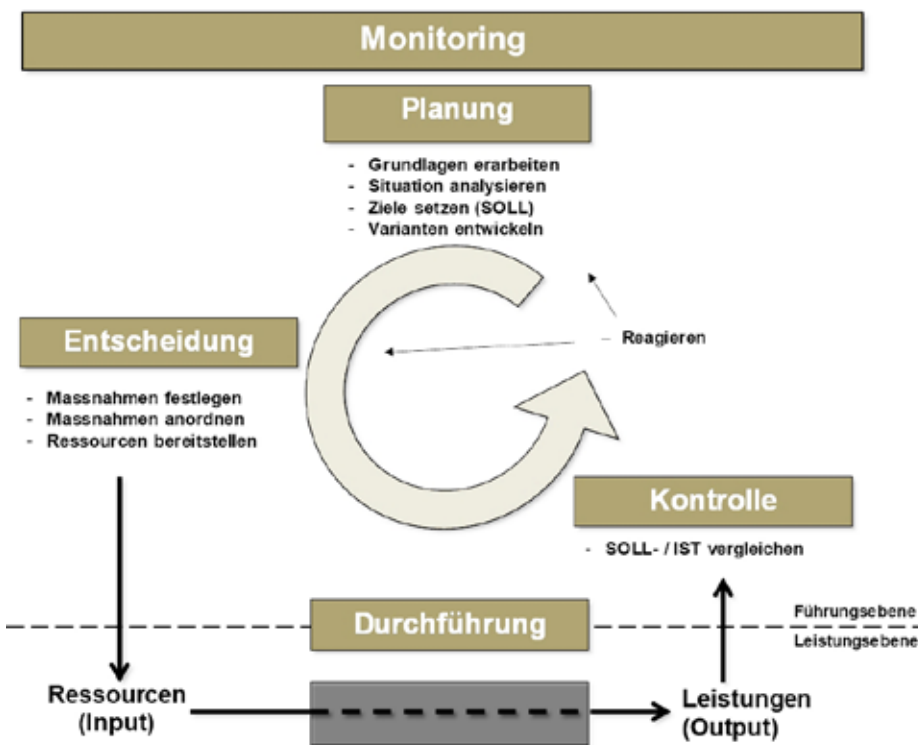 Monitoring
Planung
- Grundlagen erarbeiten
- Situation analysieren
- Ziele setzen (SOLL)
- Varianten entwickeln
– Reagieren
Entscheidung
- Massnahmen festlegen
- Massnahmen anordnen
- Ressourcen bereitstellen
Kontrolle
- SOLL- / IST vergleichen
Durchführung
Führungsebene
Leistungsebene
Ressourcen
(Input)
Leistungen
(Output)